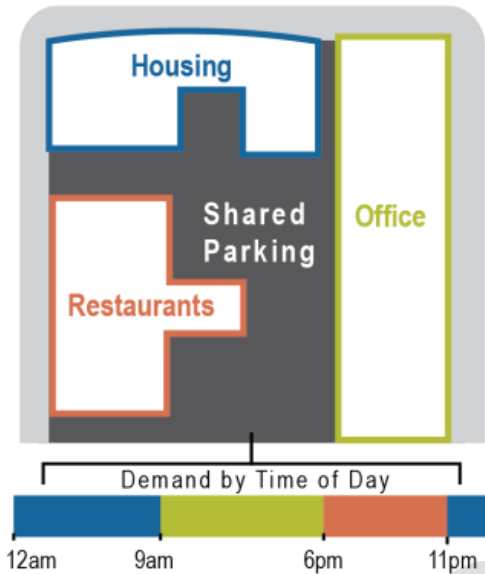 Housing
Shared
Parking
Office
Restaurants
Demand by Time of Day
12am 9am 6pm 11pm